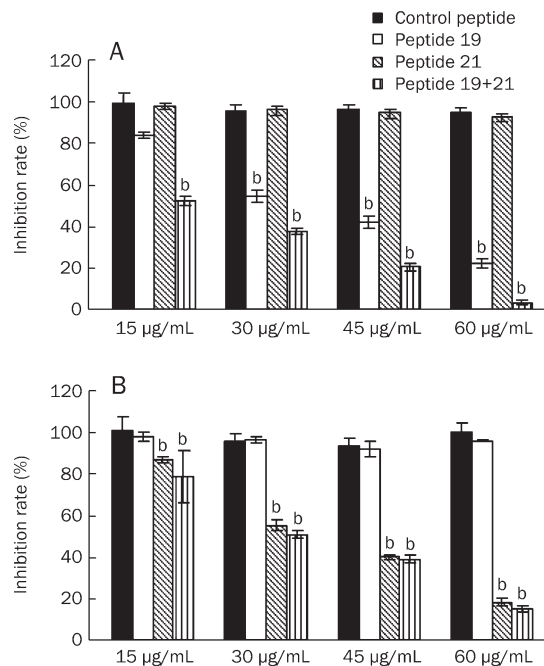 Control peptide
Peptide 19
Peptide 21
Peptide 19+21
A
Inhibition rate (%)
120
100
80
60
40
20
0
b
b b
b b
b b
15 µg/mL 30 µg/mL 45 µg/mL 60 µg/mL
B
Inhibition rate (%)
120
100
80
60
40
20
0
b b
b b
b b
b b
15 µg/mL 30 µg/mL 45 µg/mL 60 µg/mL